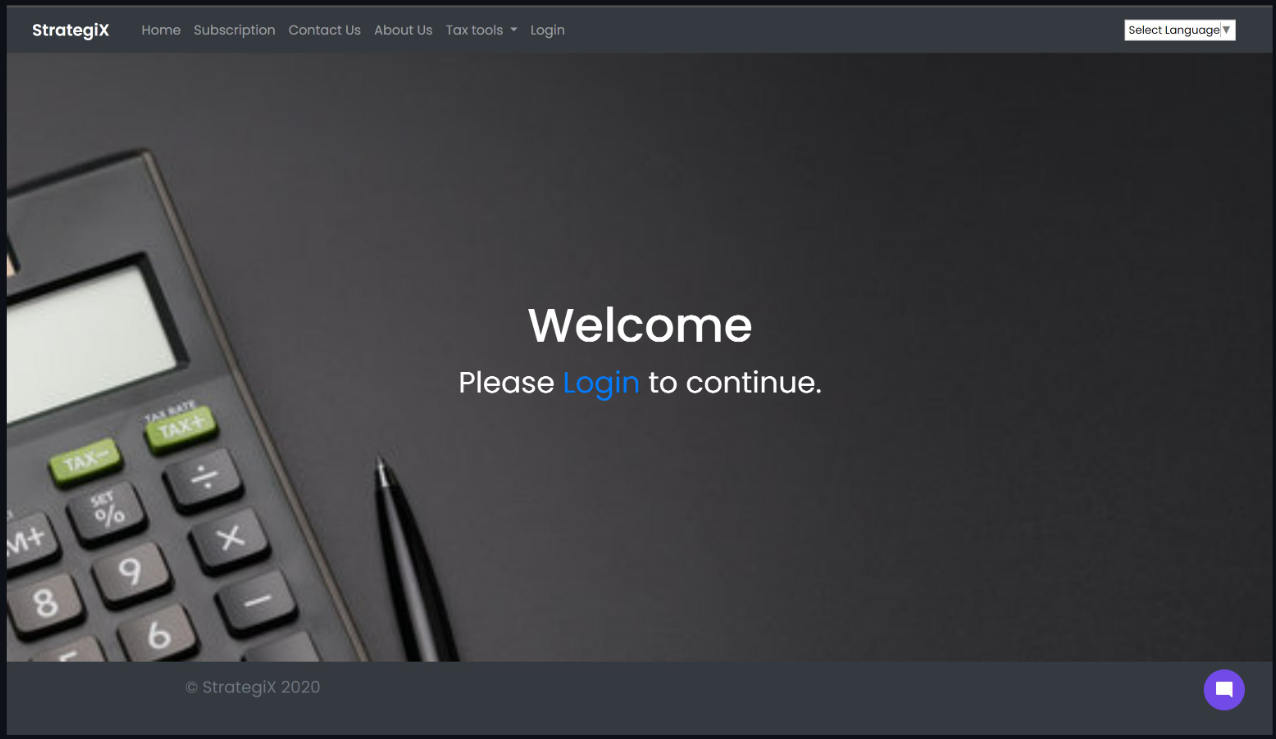 StrategiX Home Subscription Contact Us About Us Tax tools Login Select Language▼
Welcome
Please Login to continue.
TAX RATE
TAX+
TAX−
÷
SET
%
M+
×
9
8
−
6
© StrategiX 2020